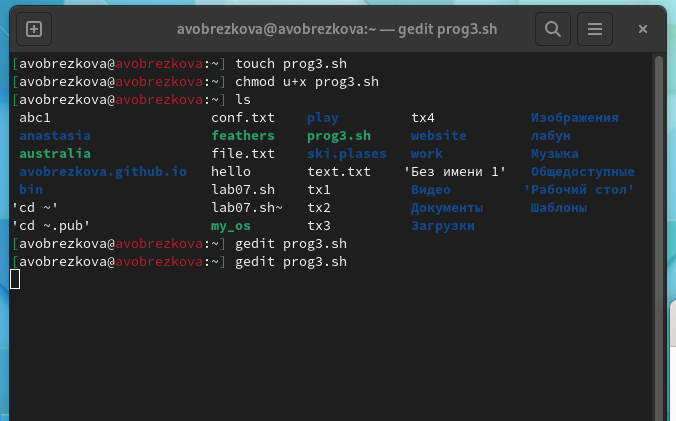 avobrezkova@avobrezkova:~ — gedit prog3.sh
[avobrezkova@avobrezkova:~] touch prog3.sh
[avobrezkova@avobrezkova:~] chmod u+x prog3.sh
[avobrezkova@avobrezkova:~] ls
abc1 conf.txt play tx4 Изображения
anastasia feathers prog3.sh website лабун
australia file.txt ski.plases work Музыка
avobrezkova.github.io hello text.txt 'Без имени 1' Общедоступные
bin lab07.sh tx1 Видео 'Рабочий стол'
'cd ~' lab07.sh~ tx2 Документы Шаблоны
'cd ~.pub' my_os tx3 Загрузки
[avobrezkova@avobrezkova:~] gedit prog3.sh
[avobrezkova@avobrezkova:~] gedit prog3.sh